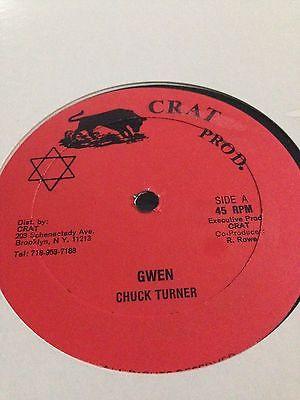 CRAT
PROD.
SIDE A
45 RPM
Executive Prod
CRAT
Co-Produce
R. Rowe
Dist. by:
CRAT
203 Schenectady Ave.
Brooklyn, N.Y. 11213
Tel: 718-953-7188
GWEN
CHUCK TURNER